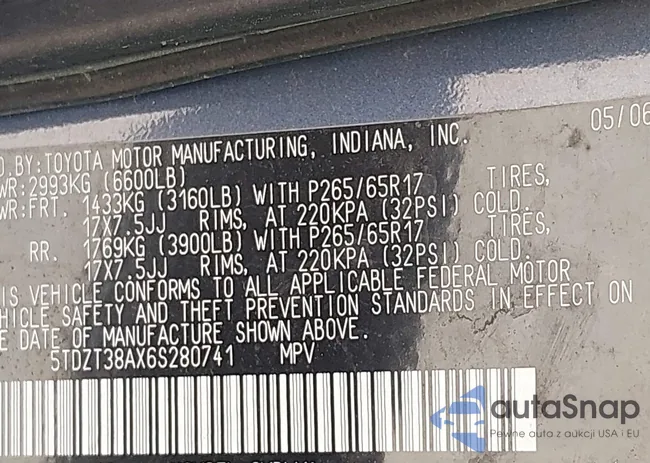 D. BY: TOYOTA MOTOR MANUFACTURING, INDIANA, INC. 05/06
WR: 2993KG (6600LB)
WR: FRT. 1433KG (3160LB) WITH P265/65R17 TIRES,
17X7.5JJ RIMS, AT 220KPA (32PSI) COLD.
RR. 1769KG (3900LB) WITH P265/65R17 TIRES,
17X7.5JJ RIMS, AT 220KPA (32PSI) COLD.
IS VEHICLE CONFORMS TO ALL APPLICABLE FEDERAL MOTOR
HICLE SAFETY AND THEFT PREVENTION STANDARDS IN EFFECT ON
E DATE OF MANUFACTURE SHOWN ABOVE.
5TDZT38AX6S280741 MPV
autaSnap
Pewne auta z aukcji USA i EU